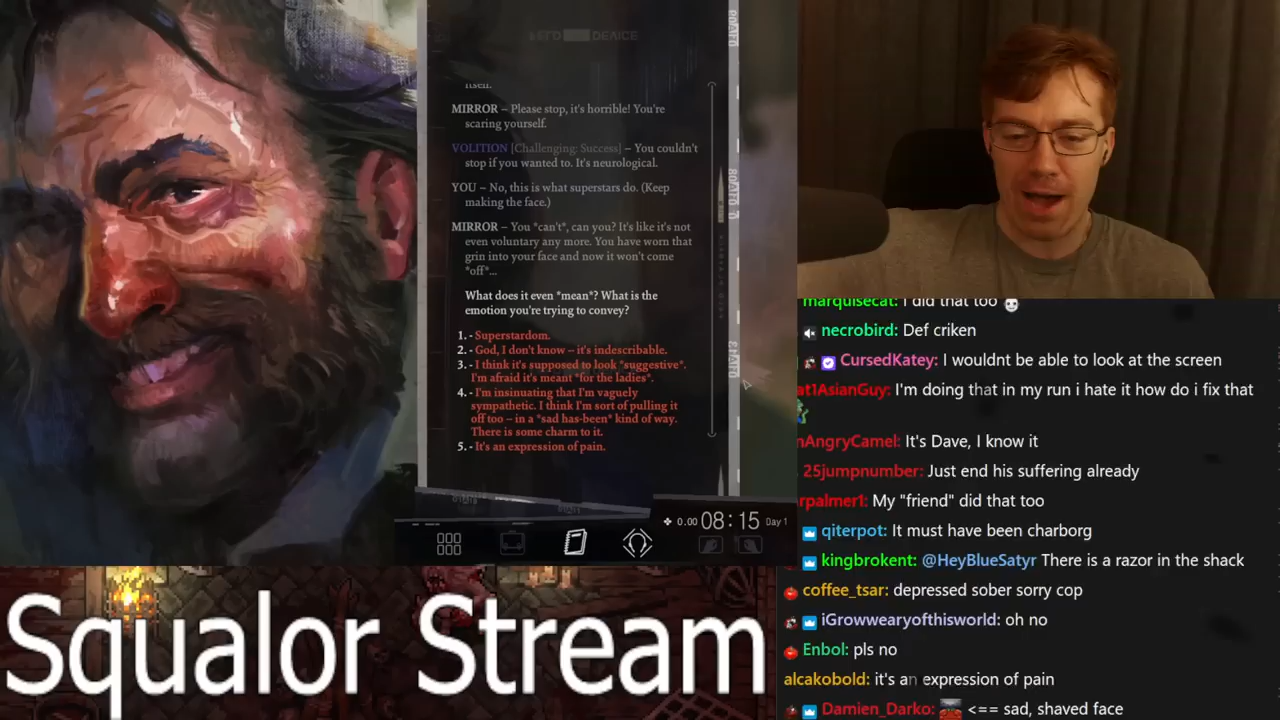 itself.
MIRROR – Please stop, it's horrible! You're
scaring yourself.
VOLITION [Challenging: Success] – You couldn't
stop if you wanted to. It's neurological.
YOU – No, this is what superstars do. (Keep
making the face.)
MIRROR – You *can't*, can you? It's like it's not
even voluntary any more. You have worn that
grin into your face and now it won't come
*off*...
What does it even *mean*? What is the
emotion you're trying to convey?
1. - Superstardom.
2. - God, I don't know – it's indescribable.
3. - I think it's supposed to look *suggestive*.
I'm afraid it's meant *for the ladies*.
4. - I'm insinuating that I'm vaguely
sympathetic. I think I'm sort of pulling it
off too – in a *sad has-been* kind of way.
There is some charm to it.
5. - It's an expression of pain.
0.00 08:15 Day 1
Squalor Stream
marquisecat: I did that too
necrobird: Def criken
CursedKatey: I wouldnt be able to look at the screen
at1AsianGuy: I'm doing that in my run i hate it how do i fix that
nAngryCamel: It's Dave, I know it
25jumpnumber: Just end his suffering already
rpalmer1: My "friend" did that too
qiterpot: It must have been charborg
kingbrokent: @HeyBlueSatyr There is a razor in the shack
coffee_tsar: depressed sober sorry cop
iGrowwearyofthisworld: oh no
Enbol: pls no
alcakobold: it's an expression of pain
Damien_Darko: <== sad, shaved face